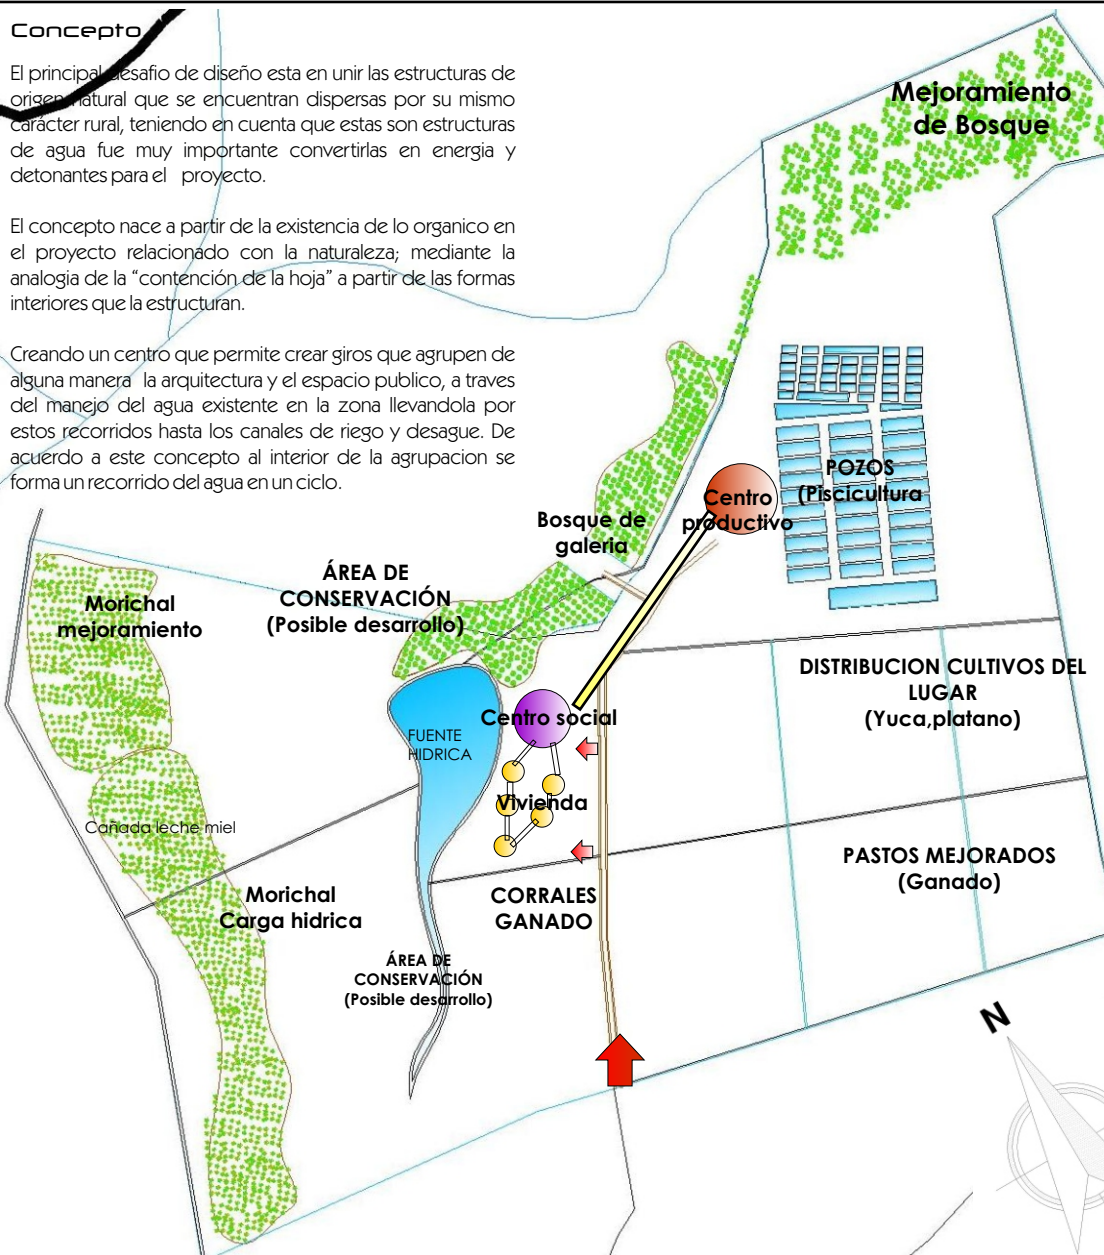 Concepto
El principal desafio de diseño esta en unir las estructuras de
origen natural que se encuentran dispersas por su mismo
carácter rural, teniendo en cuenta que estas son estructuras
de agua fue muy importante convertirlas en energia y
detonantes para el proyecto.
El concepto nace a partir de la existencia de lo organico en
el proyecto relacionado con la naturaleza; mediante la
analogia de la “contención de la hoja” a partir de las formas
interiores que la estructuran.
Creando un centro que permite crear giros que agrupen de
alguna manera la arquitectura y el espacio publico, a traves
del manejo del agua existente en la zona llevandola por
estos recorridos hasta los canales de riego y desague. De
acuerdo a este concepto al interior de la agrupacion se
forma un recorrido del agua en un ciclo.
Mejoramiento
de Bosque
POZOS
(Piscicultura
Centro
productivo
Bosque de
galeria
ÁREA DE
CONSERVACIÓN
(Posible desarrollo)
Morichal
mejoramiento
DISTRIBUCION CULTIVOS DEL
LUGAR
(Yuca,platano)
Centro social
FUENTE
HIDRICA
Vivienda
Cañada leche miel
PASTOS MEJORADOS
(Ganado)
Morichal
Carga hidrica
CORRALES
GANADO
ÁREA DE
CONSERVACIÓN
(Posible desarrollo)
N